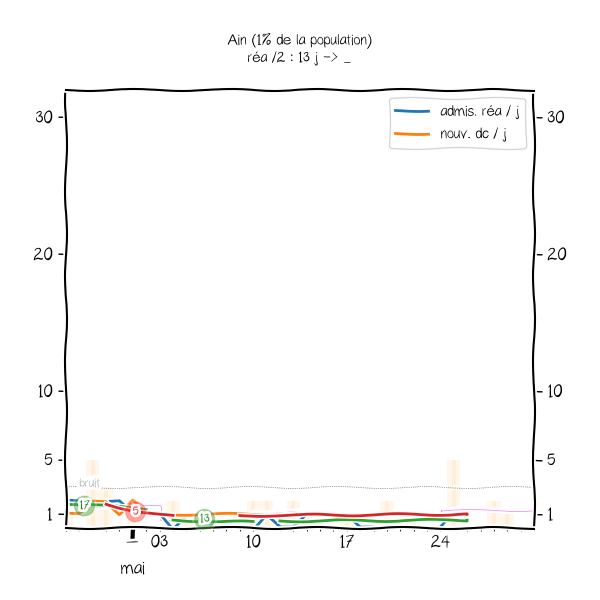 Ain (1% de la population)
réa /2 : 13 j -> _
30
30
admis. réa / j
nouv. dc / j
20
20
10
10
5
5
bruit
17
5
13
1
1
03
10
17
24
mai